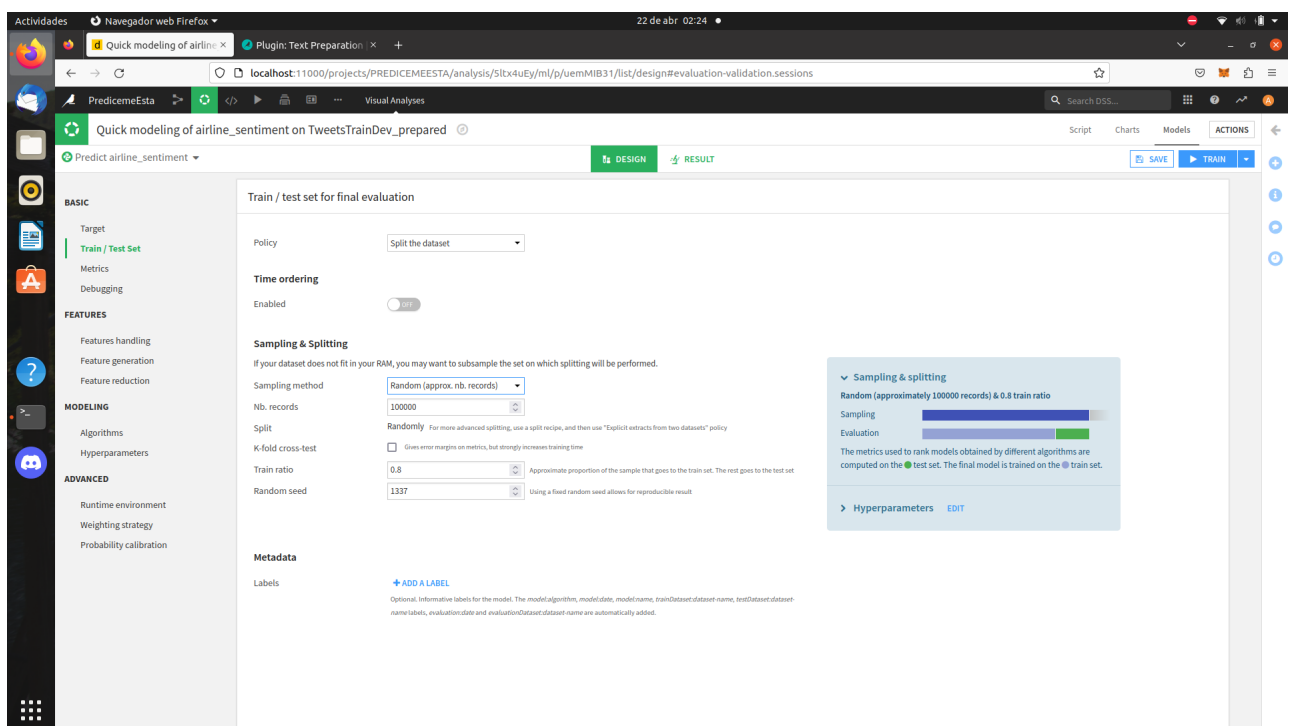 Actividades Navegador web Firefox 22 de abr 02:24
Quick modeling of airline Plugin: Text Preparation
localhost:11000/projects/PREDICEMEESTA/analysis/5ltx4uEy/ml/p/uemMIB31/list/design#evaluation-validation.sessions
PredicemeEsta Visual Analyses Search DSS...
Quick modeling of airline_sentiment on TweetsTrainDev_prepared Script Charts Models ACTIONS
Predict airline_sentiment DESIGN RESULT SAVE TRAIN
BASIC
Target
Train / Test Set
Metrics
Debugging
FEATURES
Features handling
Feature generation
Feature reduction
MODELING
Algorithms
Hyperparameters
ADVANCED
Runtime environment
Weighting strategy
Probability calibration
Train / test set for final evaluation
Policy Split the dataset
Time ordering
Enabled OFF
Sampling & Splitting
If your dataset does not fit in your RAM, you may want to subsample the set on which splitting will be performed.
Sampling method Random (approx. nb. records)
Nb. records 100000
Split Randomly For more advanced splitting, use a split recipe, and then use "Explicit extracts from two datasets" policy
K-fold cross-test Gives error margins on metrics, but strongly increases training time
Train ratio 0.8 Approximate proportion of the sample that goes to the train set. The rest goes to the test set
Random seed 1337 Using a fixed random seed allows for reproducible result
Metadata
Labels + ADD A LABEL
Optional. Informative labels for the model. The model:algorithm, model:date, model:name, trainDataset:dataset-name, testDataset:dataset-
name labels, evaluation:date and evaluationDataset:dataset-name are automatically added.
Sampling & splitting
Random (approximately 100000 records) & 0.8 train ratio
Sampling
Evaluation
The metrics used to rank models obtained by different algorithms are
computed on the test set. The final model is trained on the train set.
Hyperparameters EDIT